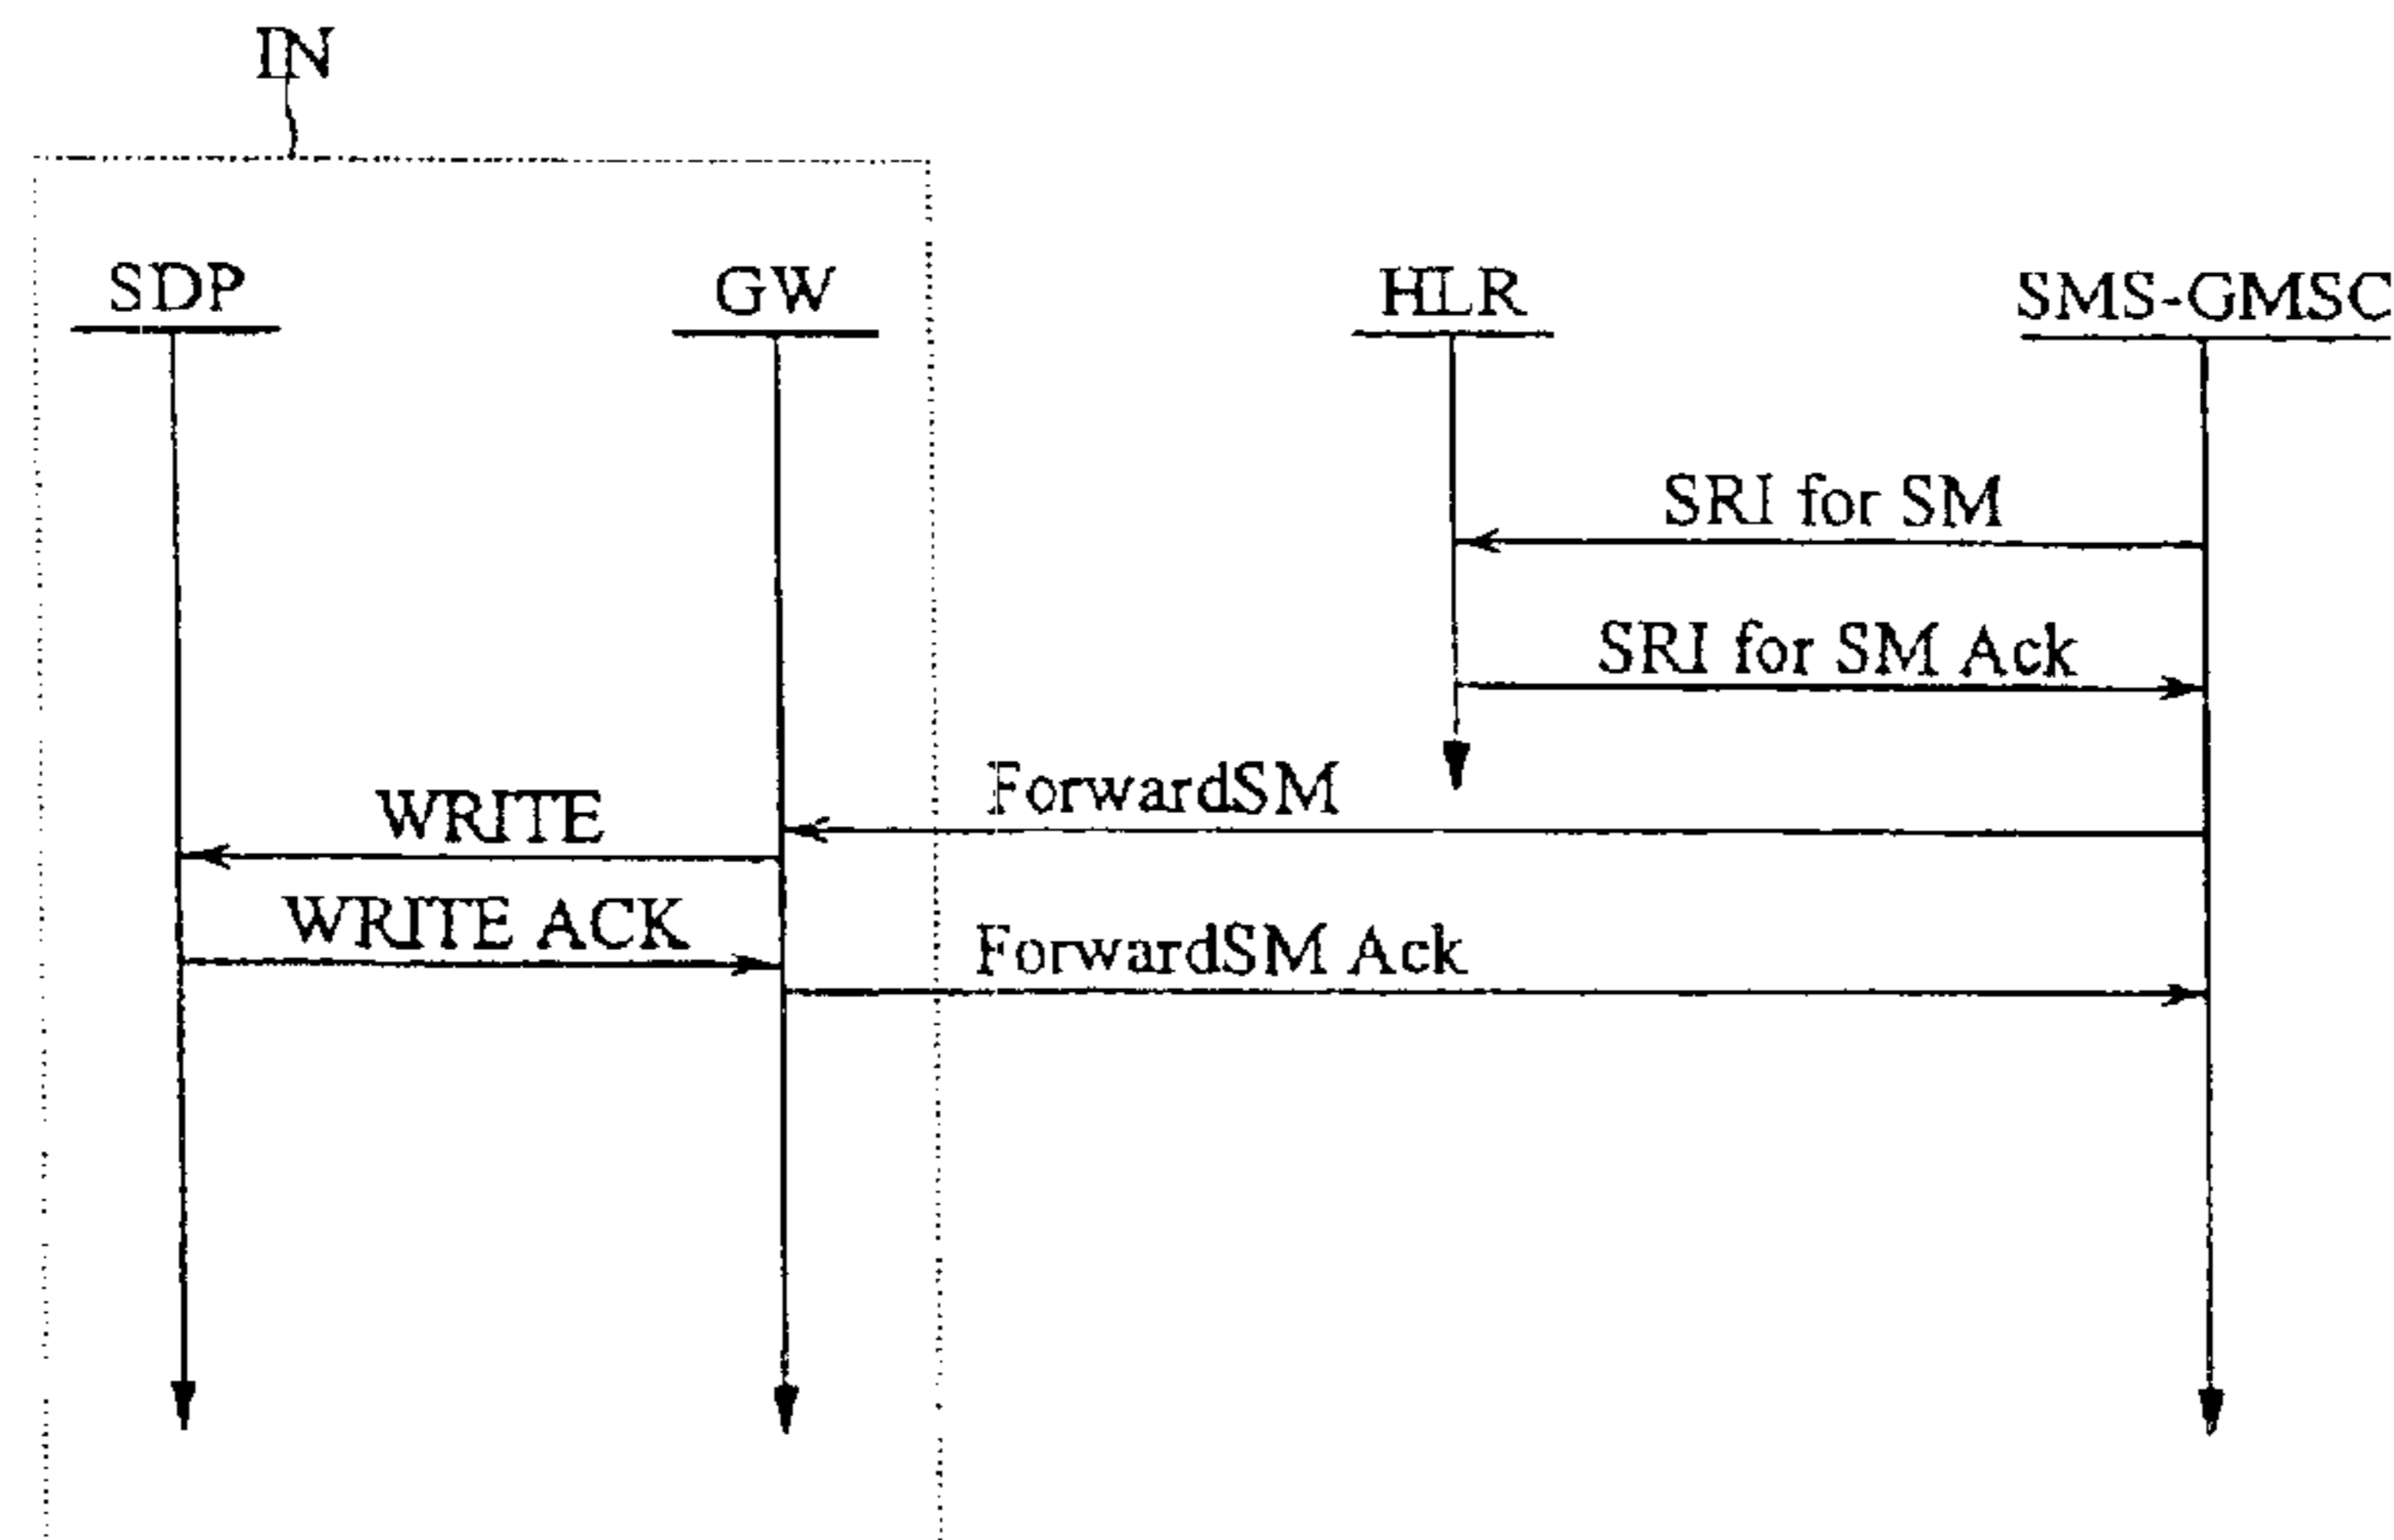 IN
SDP
GW
HLR
SMS-GMSC
SRI for SM
SRI for SM Ack
ForwardSM
WRITE
WRITE ACK
ForwardSM Ack